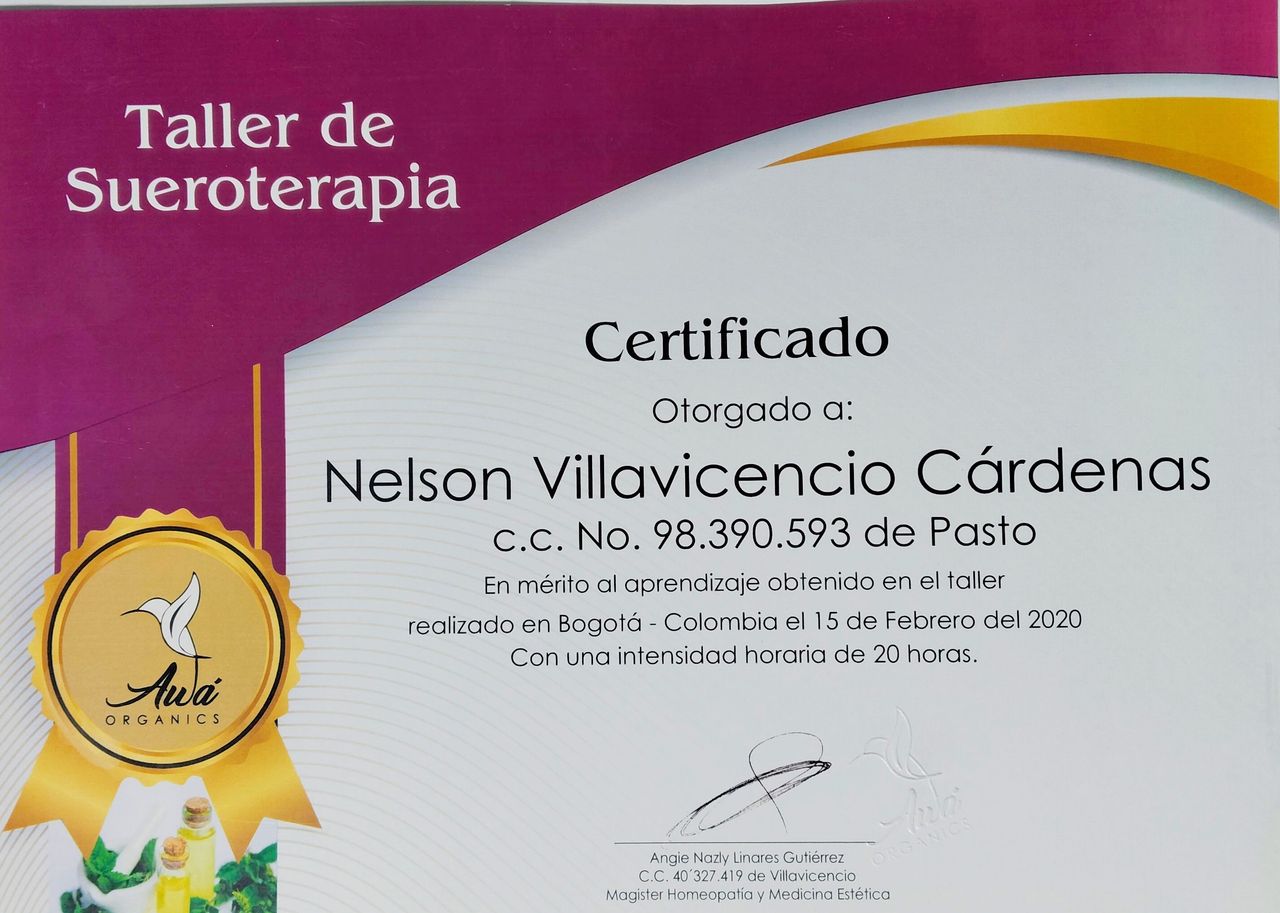 Taller de
Sueroterapia
Certificado
Otorgado a:
Nelson Villavicencio Cárdenas
c.c. No. 98.390.593 de Pasto
En mérito al aprendizaje obtenido en el taller
realizado en Bogotá - Colombia el 15 de Febrero del 2020
Con una intensidad horaria de 20 horas.
Awá
ORGANICS
Awá
ORGANICS
Angie Nazly Linares Gutiérrez
C.C. 40´327.419 de Villavicencio
Magister Homeopatía y Medicina Estética